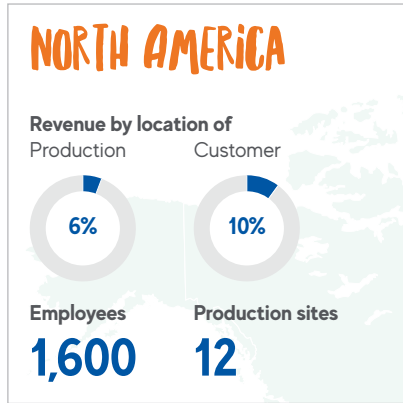 NORTH AMERICA
Revenue by location of
Production Customer
6% 10%
Employees Production sites
1,600 12